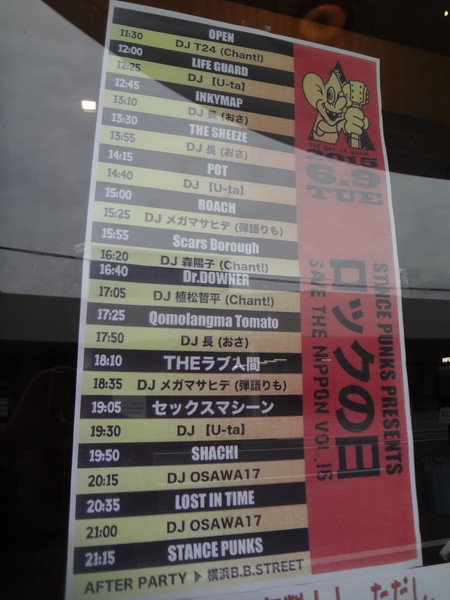 11:30 OPEN
DJ T24 (Chant!)
12:00 LIFE GUARD
12:25 DJ 【U-ta】
12:45 INKYMAP
13:10 DJ 長 (おさ)
13:30 THE SNEEZE
13:55 DJ 長 (おさ)
14:15 POT
14:40 DJ 【U-ta】
15:00 ROACH
15:25 DJ メガマサヒデ (弾語りも)
15:55 Scars Borough
16:20 DJ 森陽子 (Chant!)
16:40 Dr.DOWNER
17:05 DJ 植松哲平 (Chant!)
17:25 Qomolangma Tomato
17:50 DJ 長 (おさ)
18:10 THEラブ人間
18:35 DJ メガマサヒデ (弾語りも)
19:05 セックスマシーン
19:30 DJ 【U-ta】
19:50 SHACHI
20:15 DJ OSAWA17
20:35 LOST IN TIME
21:00 DJ OSAWA17
21:15 STANCE PUNKS
AFTER PARTY ▶ 横浜B.B.STREET
2015
6.9
TUE
STANCE PUNKS PRESENTS
ロックの日
SAVE THE NIPPON VOL.16